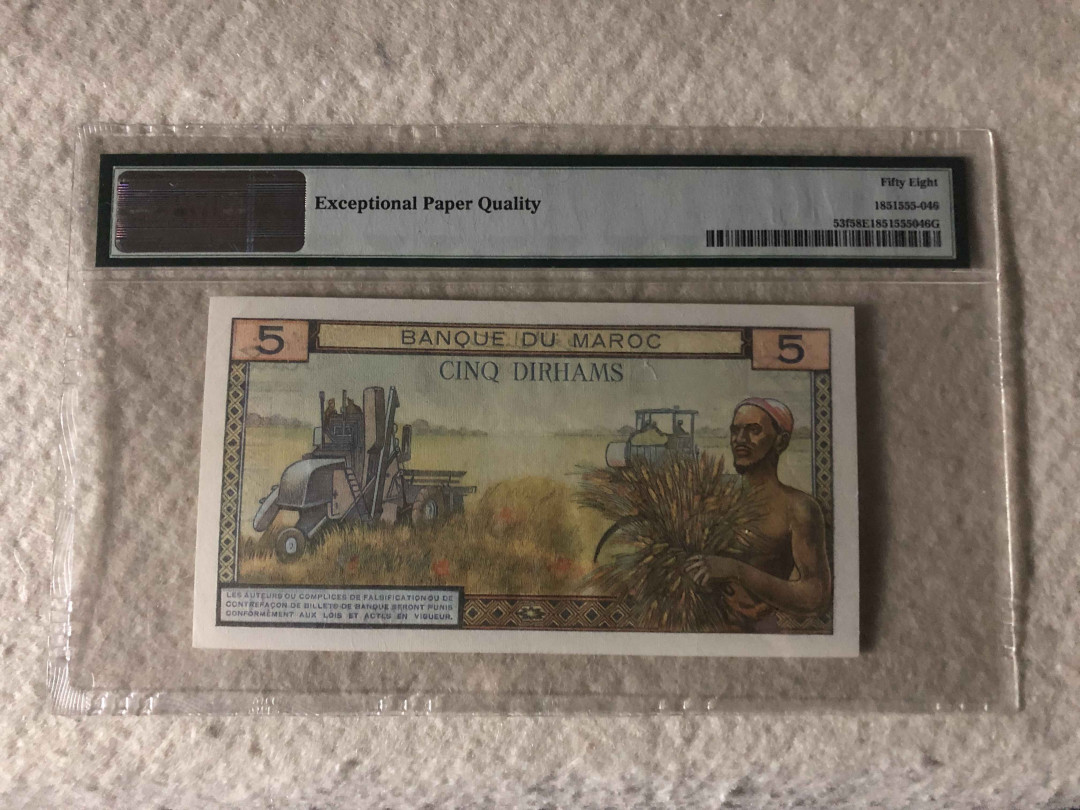 Exceptional Paper Quality
Fifty Eight
1851555-046
53f58E1851555046G
5
BANQUE DU MAROC
5
CINQ DIRHAMS
LES AUTEURS OU COMPLICES DE FALSIFICATION OU DE
CONTREFAÇON DE BILLETS DE BANQUE SERONT PUNIS
CONFORMÉMENT AUX LOIS ET ACTES EN VIGUEUR.